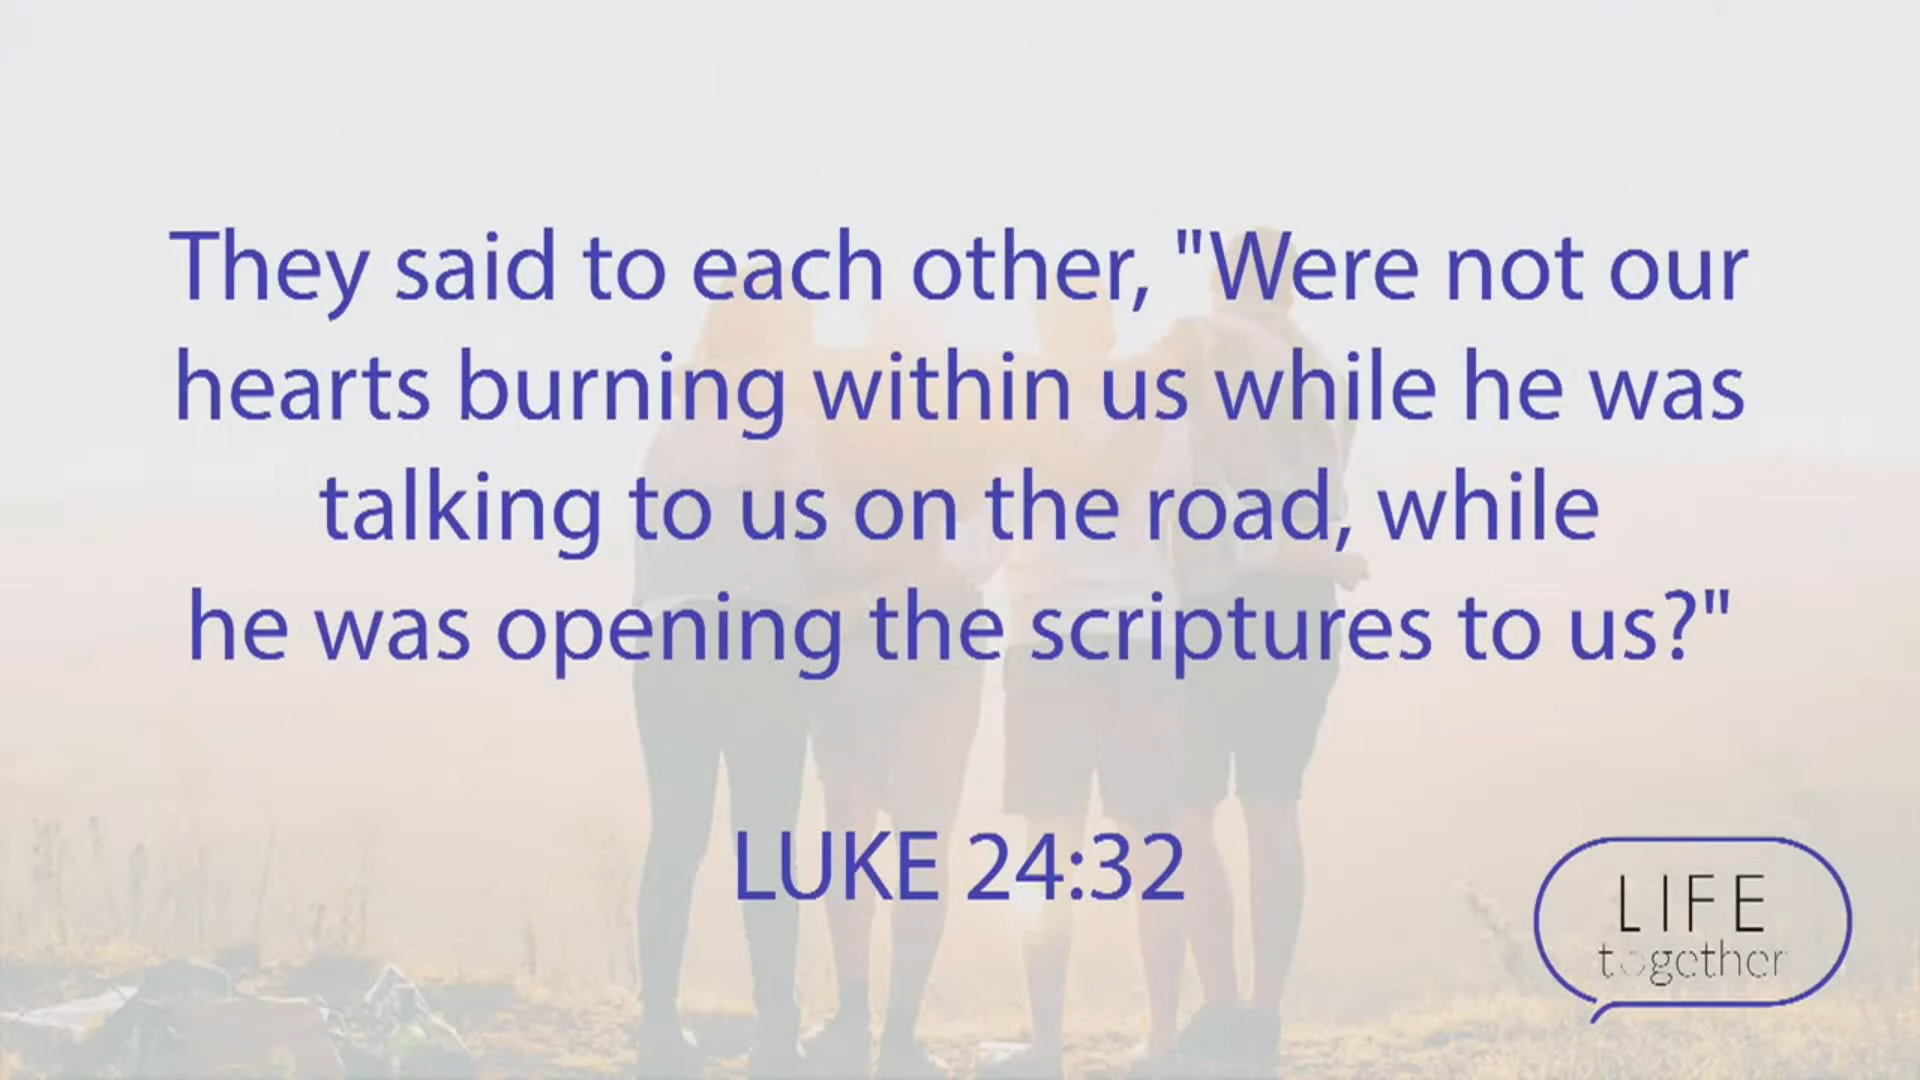 They said to each other, "Were not our
hearts burning within us while he was
talking to us on the road, while
he was opening the scriptures to us?"
LUKE 24:32
LIFE
together